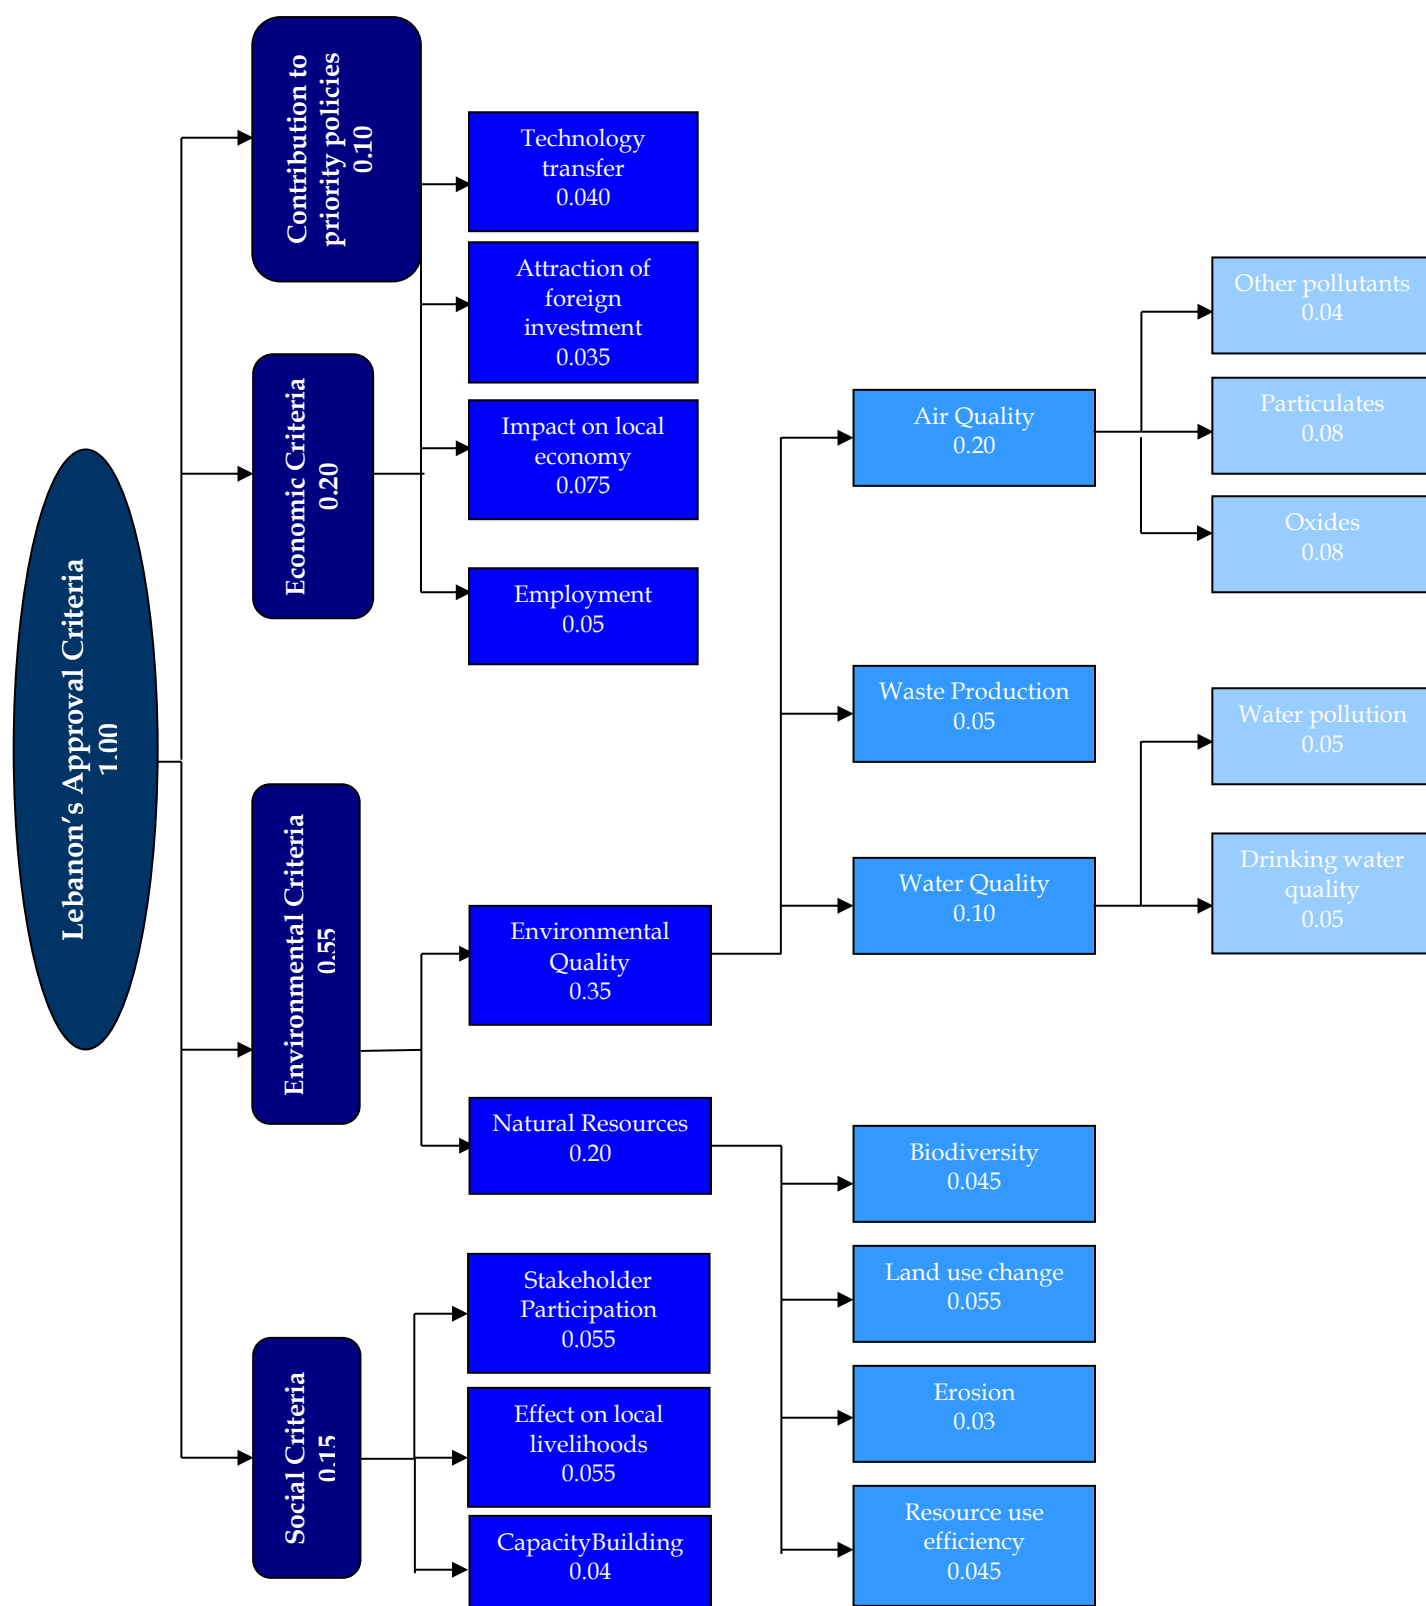 Lebanon's Approval Criteria
1.00
Contribution to
priority policies
0.10
Economic Criteria
0.20
Environmental Criteria
0.55
Social Criteria
0.15
Technology
transfer
0.040
Attraction of
foreign
investment
0.035
Impact on local
economy
0.075
Employment
0.05
Environmental
Quality
0.35
Natural Resources
0.20
Stakeholder
Participation
0.055
Effect on local
livelihoods
0.055
CapacityBuilding
0.04
Air Quality
0.20
Waste Production
0.05
Water Quality
0.10
Biodiversity
0.045
Land use change
0.055
Erosion
0.03
Resource use
efficiency
0.045
Other pollutants
0.04
Particulates
0.08
Oxides
0.08
Water pollution
0.05
Drinking water
quality
0.05